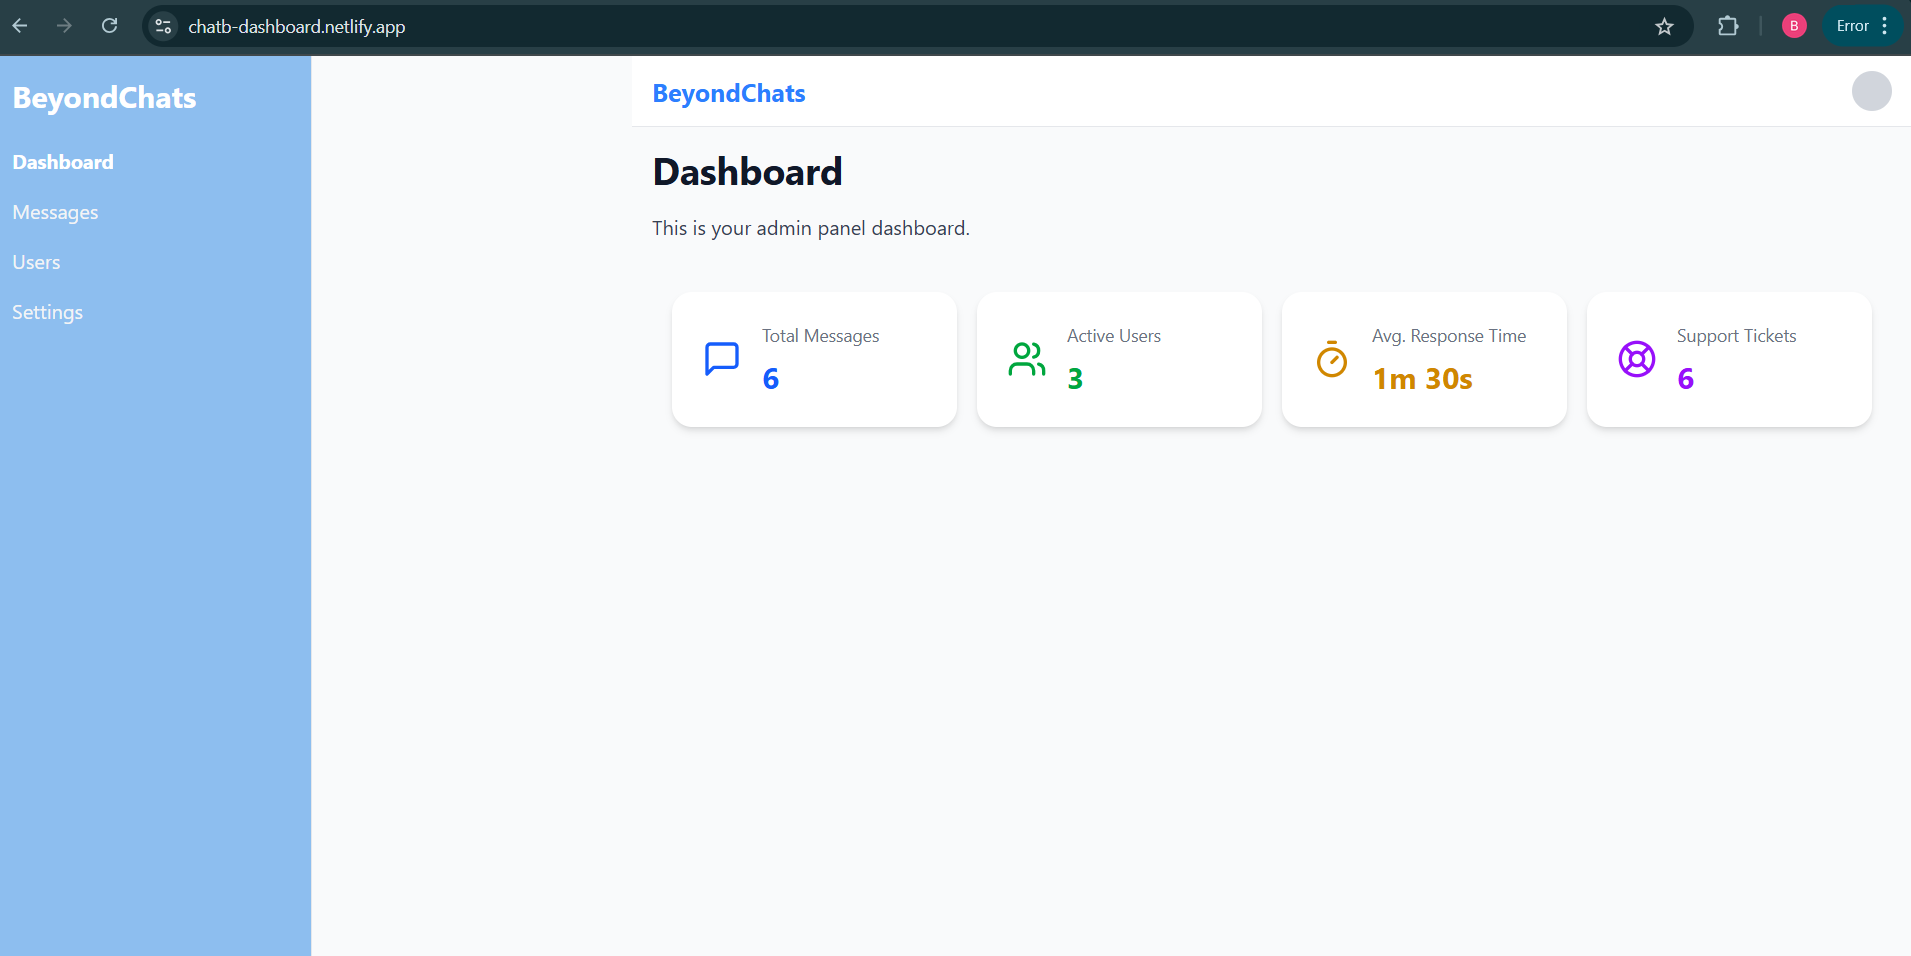 chatb-dashboard.netlify.app
B
Error
BeyondChats
Dashboard
Messages
Users
Settings
BeyondChats
Dashboard
This is your admin panel dashboard.
Total Messages
6
Active Users
3
Avg. Response Time
1m 30s
Support Tickets
6